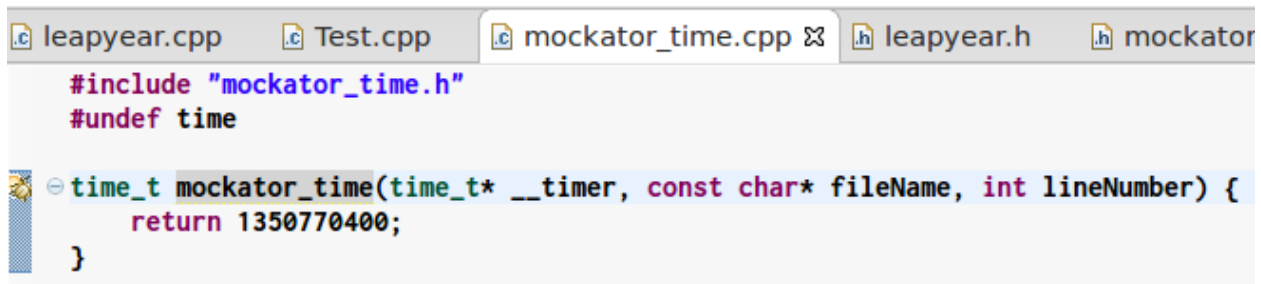 leapyear.cpp Test.cpp mockator_time.cpp leapyear.h mockator
#include "mockator_time.h"
#undef time
time_t mockator_time(time_t* __timer, const char* fileName, int lineNumber) {
return 1350770400;
}